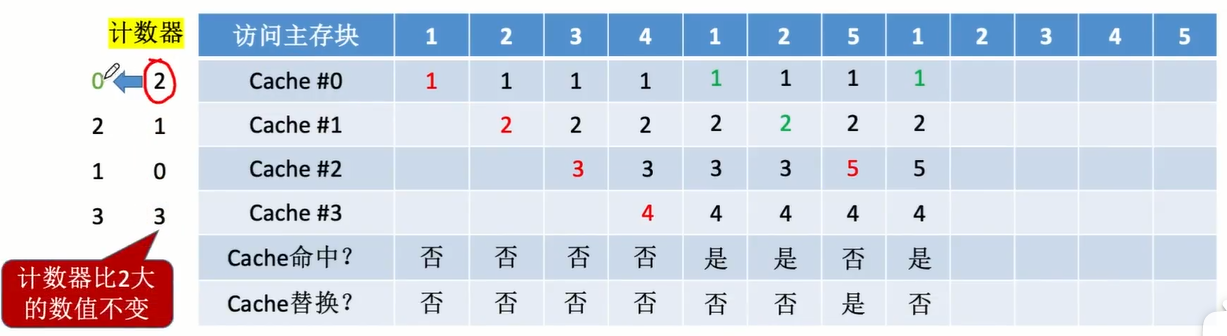 计数器
访问主存块 1 2 3 4 1 2 5 1 2 3 4 5
0 2 Cache #0 1 1 1 1 1 1 1 1
2 1 Cache #1 2 2 2 2 2 2 2
1 0 Cache #2 3 3 3 3 5 5
3 3 Cache #3 4 4 4 4 4
Cache命中? 否 否 否 否 是 是 否 是
Cache替换? 否 否 否 否 否 否 是 否
计数器比2大
的数值不变